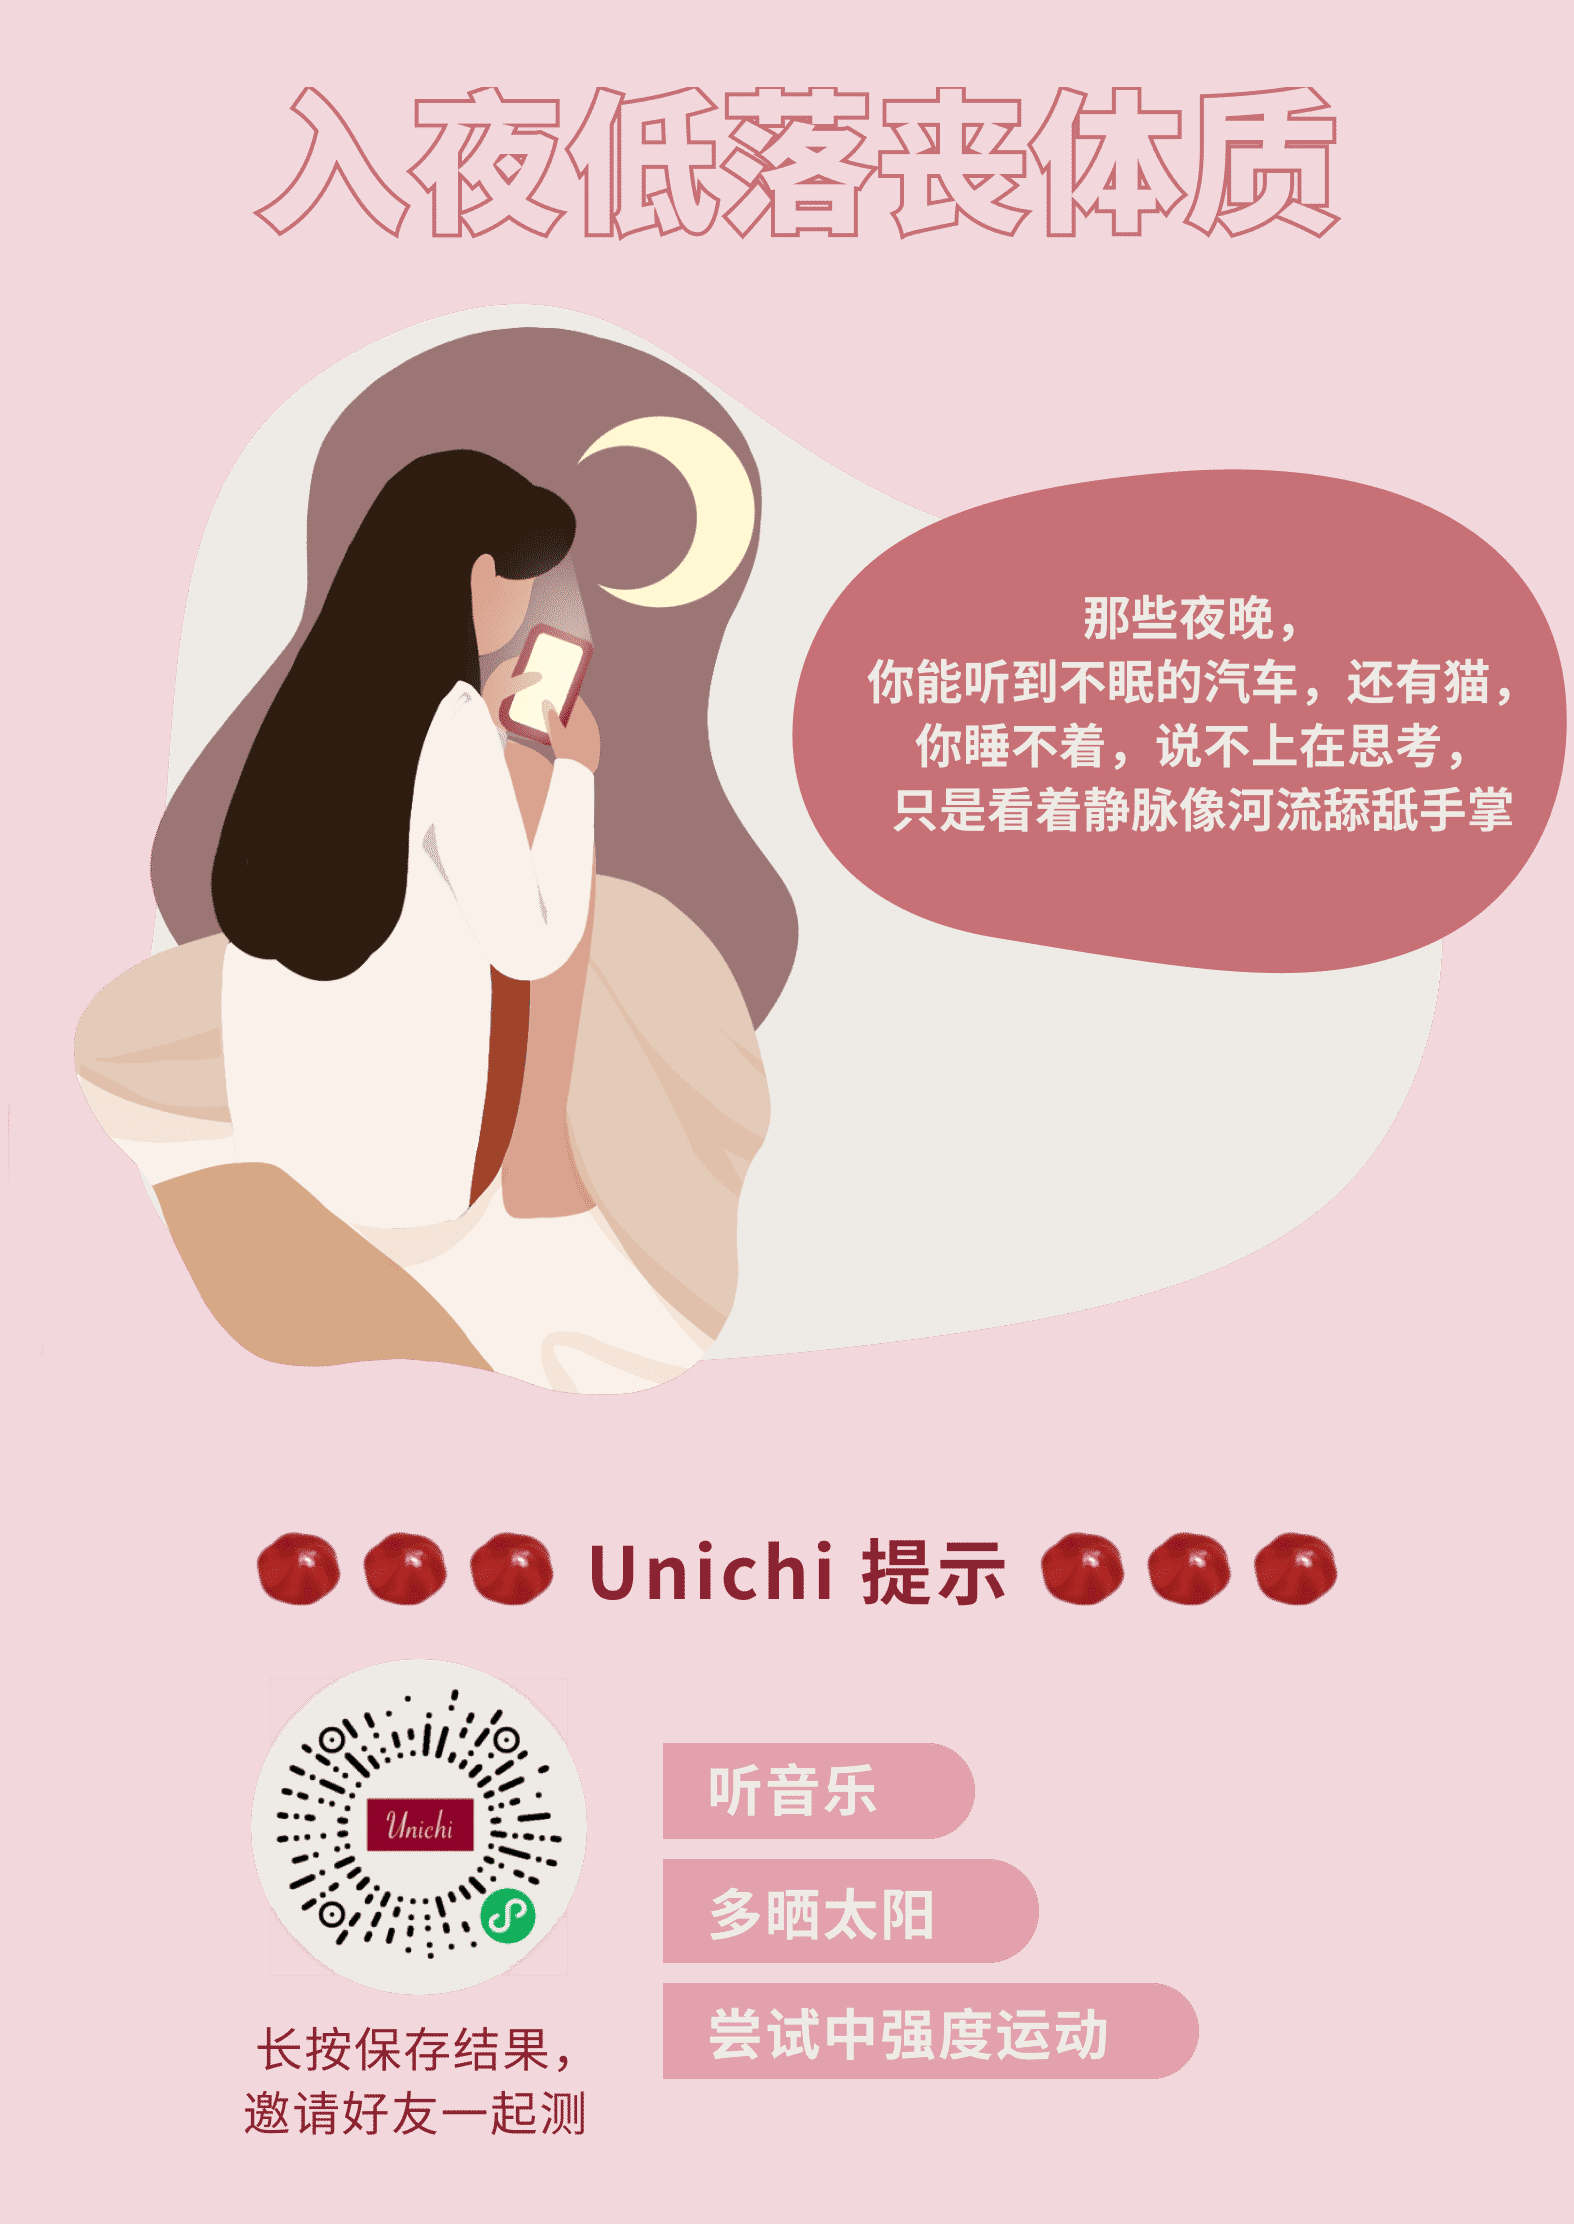 入夜低落丧体质
那些夜晚，
你能听到不眠的汽车，还有猫，
你睡不着，说不上在思考，
只是看着静脉像河流舔舐手掌
Unichi 提示
Unichi
听音乐
多晒太阳
尝试中强度运动
长按保存结果，
邀请好友一起测